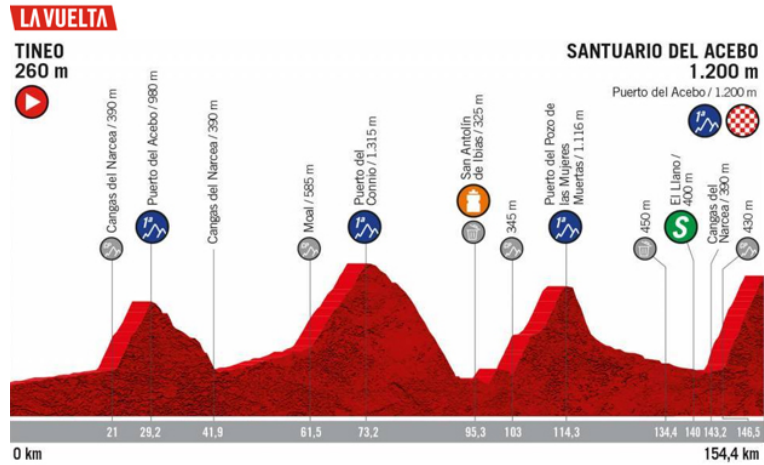 LA VUELTA
TINEO
260 m
SANTUARIO DEL ACEBO
1.200 m
Puerto del Acebo / 1.200 m
1ª
Cangas del Narcea / 390 m
Puerto del Acebo / 980 m
1ª
Cangas del Narcea / 390 m
Moal / 585 m
Puerto del
Connio / 1.315 m
1ª
San Antolín
de Ibias / 325 m
345 m
Puerto del Pozo de
las Mujeres
Muertas / 1.116 m
1ª
450 m
El Llano /
400 m
S
Cangas del
Narcea / 390 m
430 m
21
29,2
41,9
61,5
73,2
95,3
103
114,3
134,4
140
143,2
146,5
0 km
154,4 km